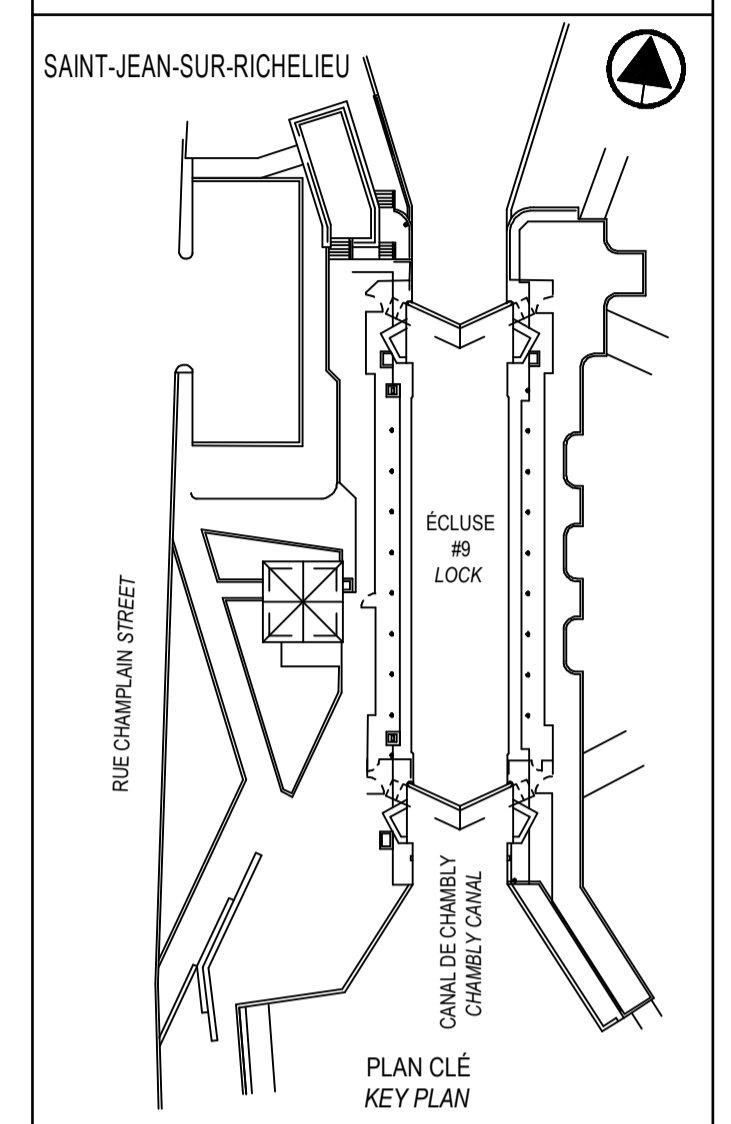 SAINT-JEAN-SUR-RICHELIEU
ÉCLUSE
#9
LOCK
RUE CHAMPLAIN STREET
CANAL DE CHAMBLY
CHAMBLY CANAL
PLAN CLÉ
KEY PLAN